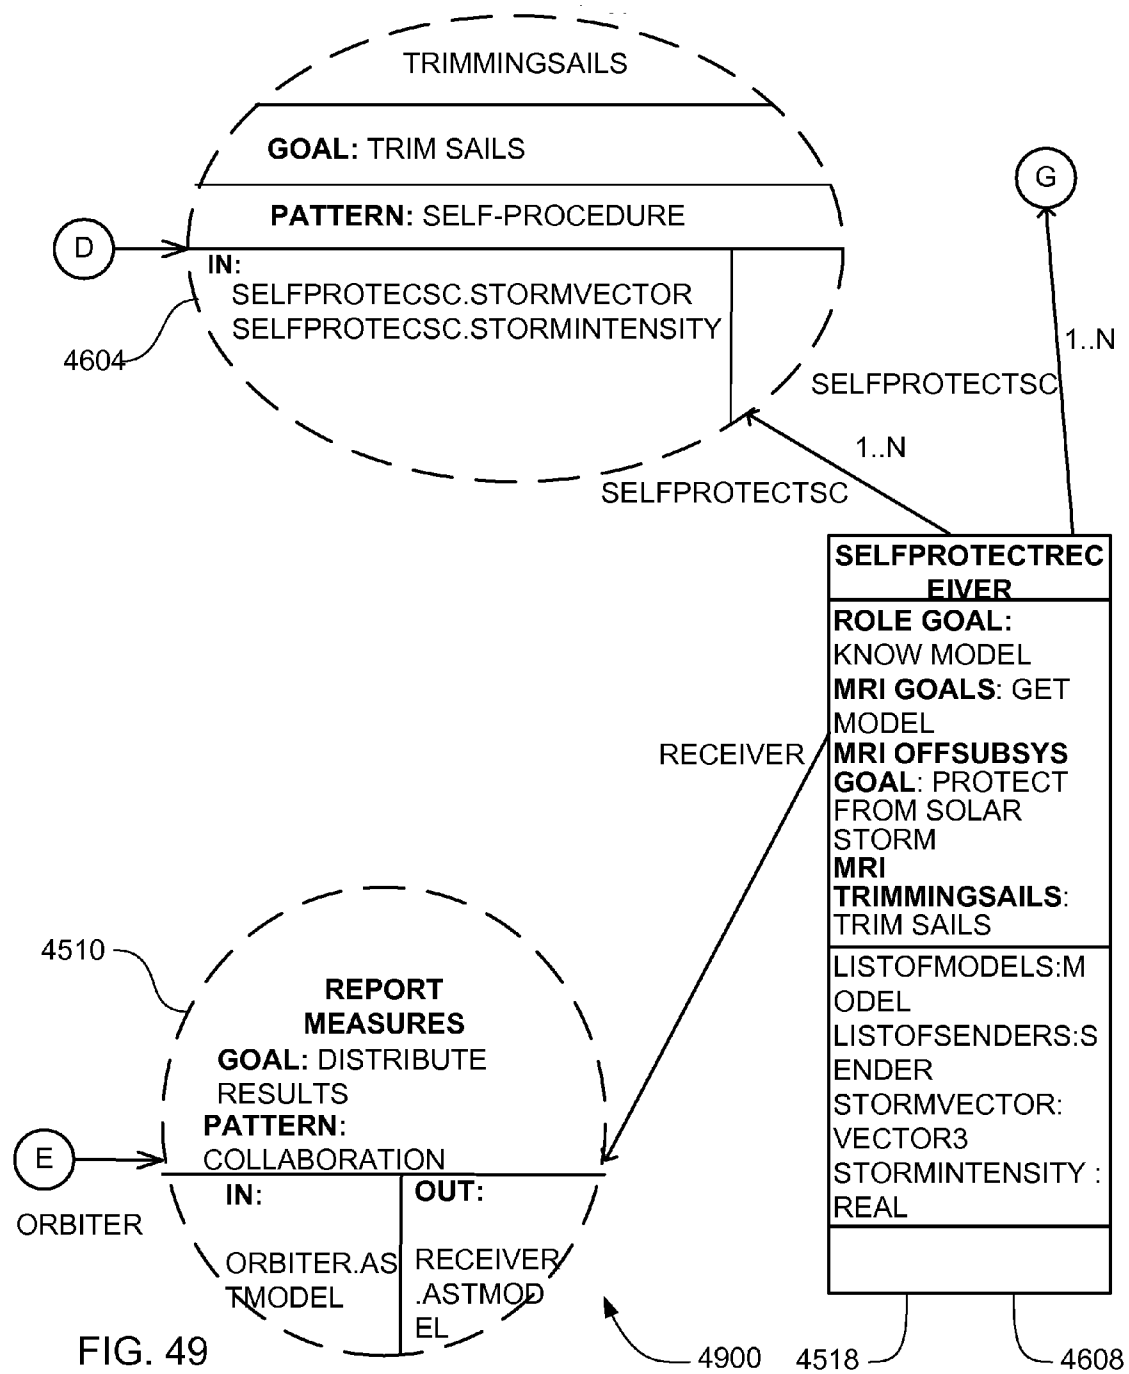 TRIMMINGSAILS
GOAL: TRIM SAILS
PATTERN: SELF-PROCEDURE
G
D
IN:
SELFPROTECSC.STORMVECTOR
SELFPROTECSC.STORMINTENSITY
4604
1..N
SELFPROTECTSC
1..N
SELFPROTECTSC
SELFPROTECTREC
EIVER
ROLE GOAL:
KNOW MODEL
MRI GOALS: GET
MODEL
MRI OFFSUBSYS
GOAL: PROTECT
FROM SOLAR
STORM
MRI
TRIMMINGSAILS:
TRIM SAILS
LISTOFMODELS:M
ODEL
LISTOFSENDERS:S
ENDER
STORMVECTOR:
VECTOR3
STORMINTENSITY :
REAL
RECEIVER
4510
REPORT
MEASURES
GOAL: DISTRIBUTE
RESULTS
PATTERN:
COLLABORATION
E
ORBITER
IN:
ORBITER.AS
TMODEL
OUT:
RECEIVER
.ASTMOD
EL
FIG. 49
4900
4518
4608